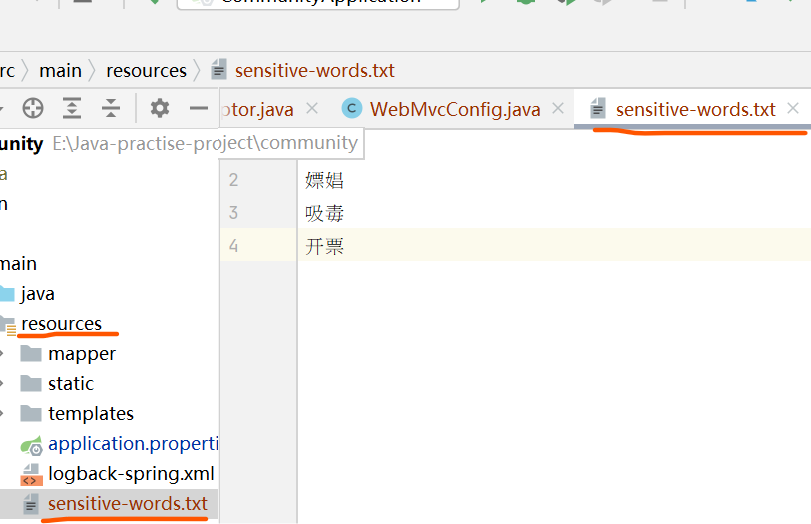 CommunityApplication
rc main resources sensitive-words.txt
ptor.java WebMvcConfig.java sensitive-words.txt
unity E:\Java-practise-project\community
a
n
main
java
resources
mapper
static
templates
application.properti
logback-spring.xml
sensitive-words.txt
2 嫖娼
3 吸毒
4 开票